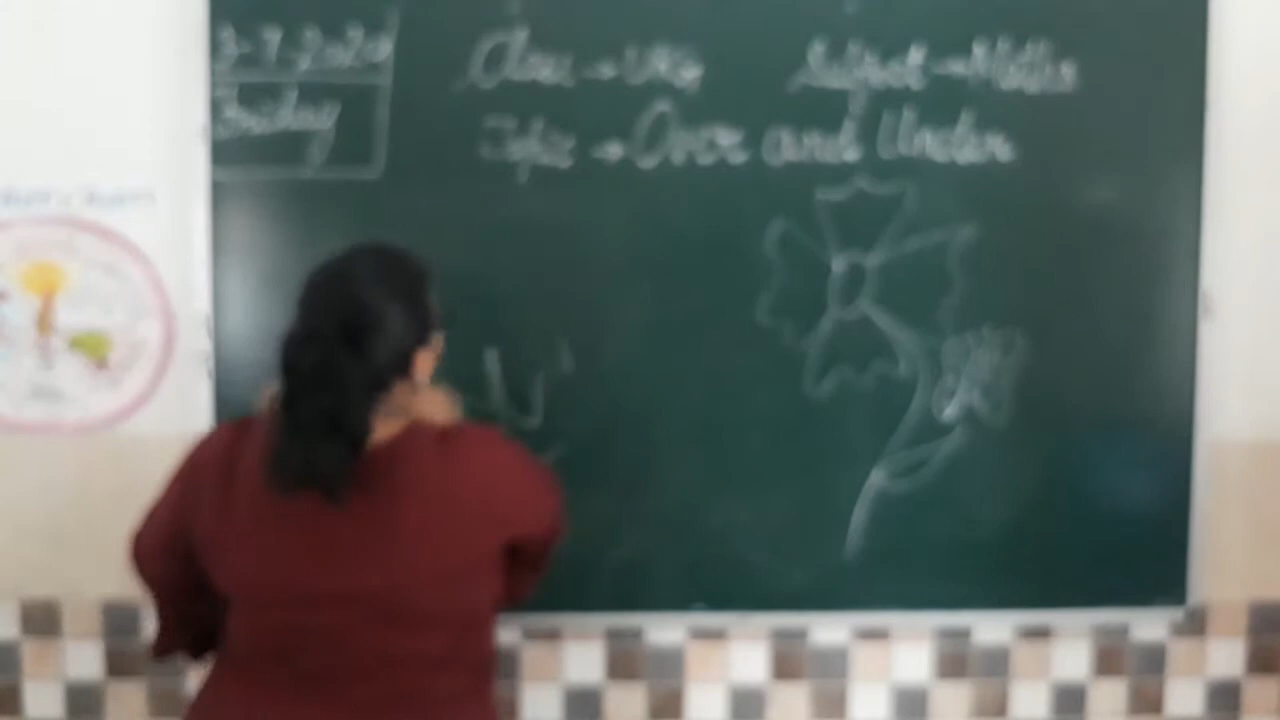 3-7-2020
Friday
Class → UKG
Subject → Maths
Topic → Over and Under